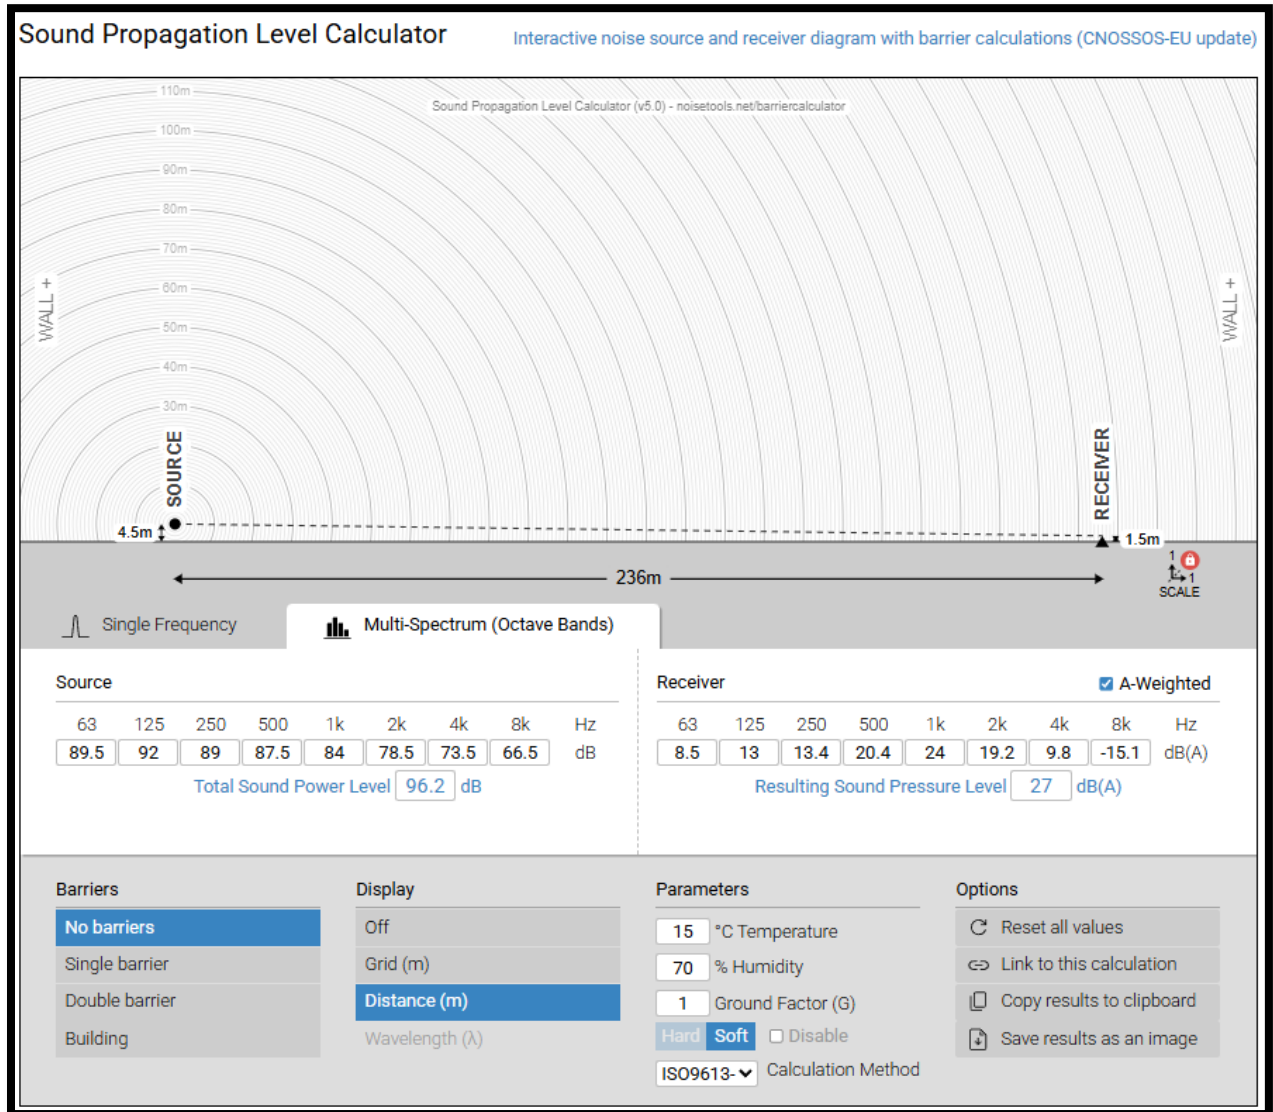 Sound Propagation Level Calculator
Interactive noise source and receiver diagram with barrier calculations (CNOSSOS-EU update)
110m
Sound Propagation Level Calculator (v5.0) - noisetools.net/barriercalculator
100m
90m
80m
70m
60m
50m
40m
30m
WALL +
WALL +
SOURCE
RECEIVER
4.5m
1.5m
236m
1
1
SCALE
Single Frequency
Multi-Spectrum (Octave Bands)
Source
63 125 250 500 1k 2k 4k 8k Hz
89.5 92 89 87.5 84 78.5 73.5 66.5 dB
Total Sound Power Level 96.2 dB
Receiver
A-Weighted
63 125 250 500 1k 2k 4k 8k Hz
8.5 13 13.4 20.4 24 19.2 9.8 -15.1 dB(A)
Resulting Sound Pressure Level 27 dB(A)
Barriers
No barriers
Single barrier
Double barrier
Building
Display
Off
Grid (m)
Distance (m)
Wavelength (λ)
Parameters
15 °C Temperature
70 % Humidity
1 Ground Factor (G)
Hard Soft Disable
ISO9613- Calculation Method
Options
Reset all values
Link to this calculation
Copy results to clipboard
Save results as an image